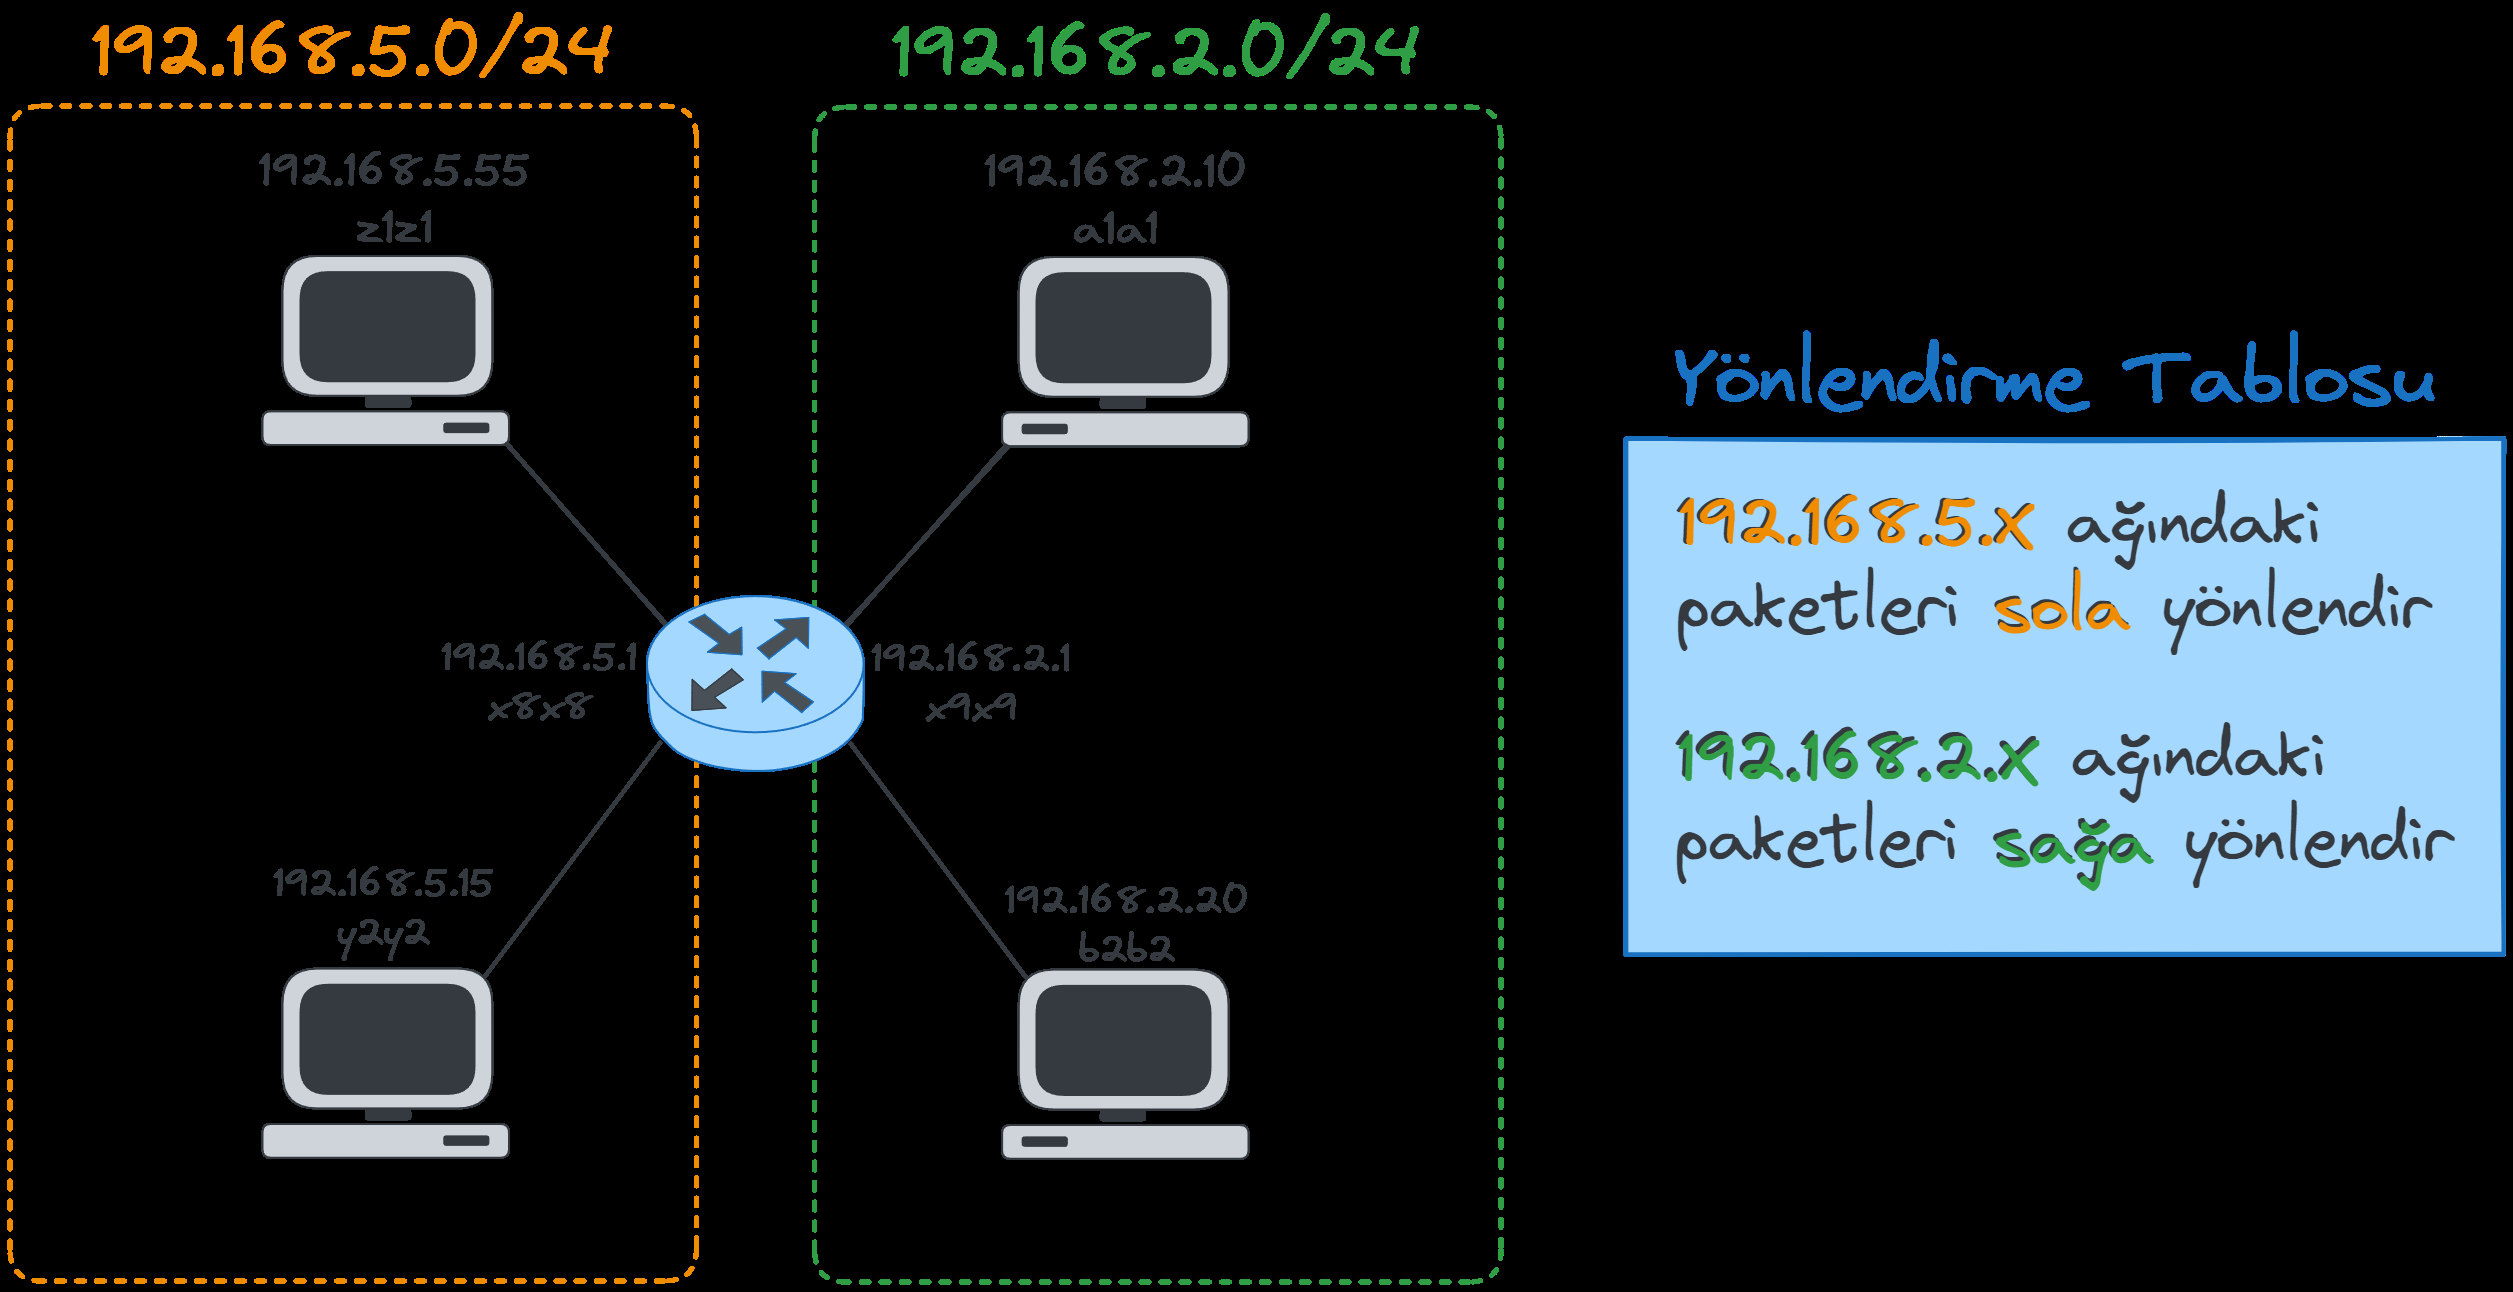 192.168.5.0/24
192.168.2.0/24
192.168.5.55
z1z1
192.168.2.10
a1a1
192.168.5.1
x8x8
192.168.2.1
x9x9
192.168.5.15
y2y2
192.168.2.20
b2b2
Yönlendirme Tablosu
192.168.5.X ağındaki
paketleri sola yönlendir
192.168.2.X ağındaki
paketleri sağa yönlendir